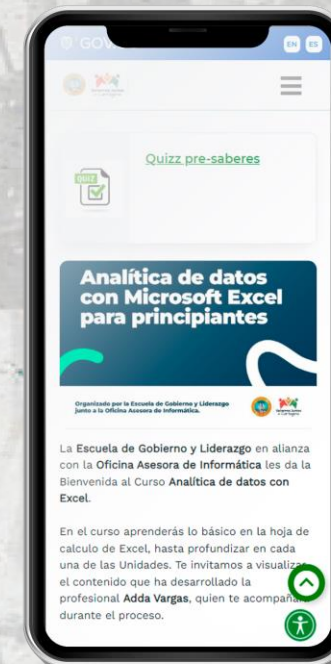 GOV
EN ES
Quizz pre-saberes
QUIZ
Analítica de datos
con Microsoft Excel
para principiantes
Organizado por la Escuela de Gobierno y Liderazgo
junto a la Oficina Asesora de Informática.
La Escuela de Gobierno y Liderazgo en alianza
con la Oficina Asesora de Informática les da la
Bienvenida al Curso Analítica de datos con
Excel.
En el curso aprenderás lo básico en la hoja de
calculo de Excel, hasta profundizar en cada
una de las Unidades. Te invitamos a visualizar
el contenido que ha desarrollado la
profesional Adda Vargas, quien te acompañará
durante el proceso.